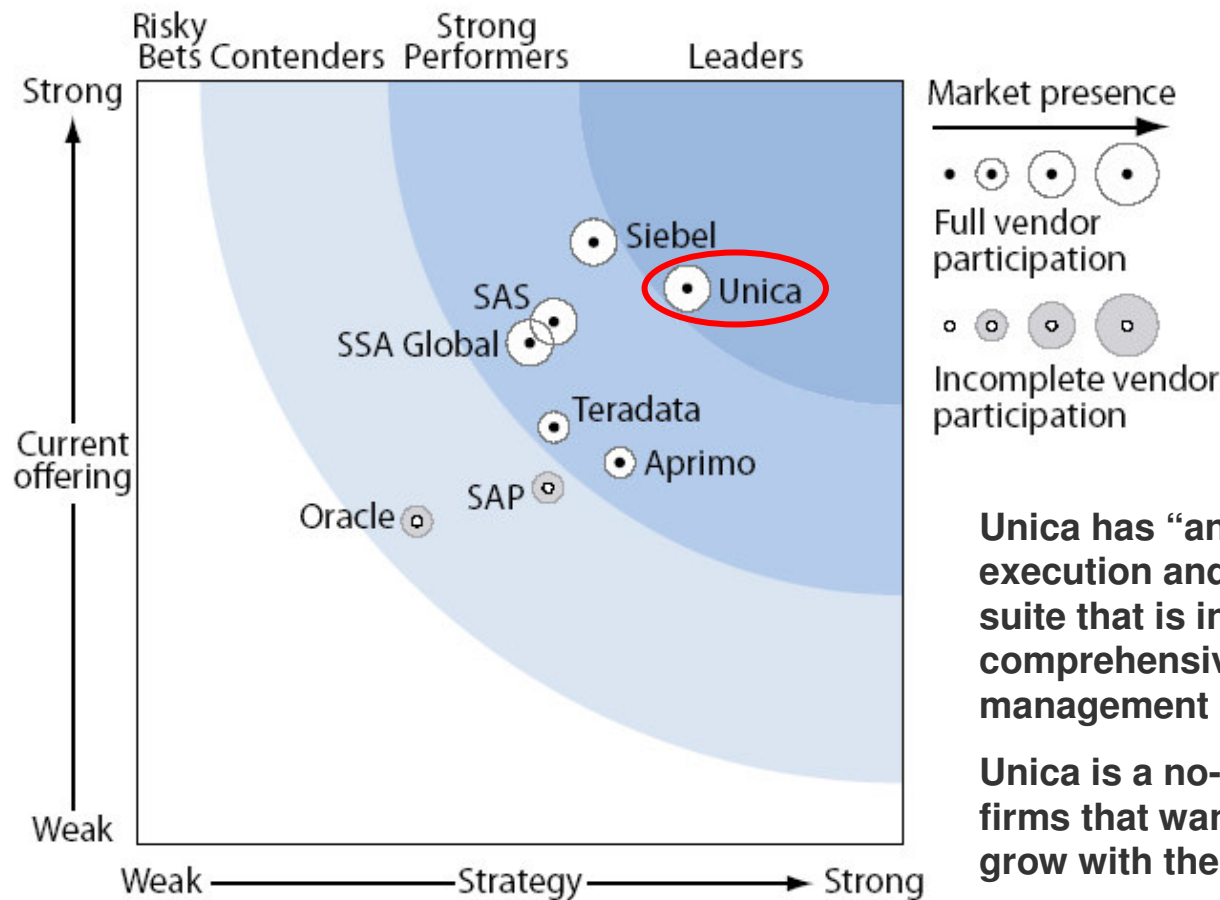 Risky
Bets Contenders
Strong
Performers
Leaders
Strong
Market presence
Full vendor
participation
Siebel
Unica
SAS
SSA Global
Incomplete vendor
participation
Teradata
Current
offering
Aprimo
SAP
Oracle
Unica has “an
execution and
suite that is
comprehensiv
management
Unica is a no-
firms that wan
grow with the
Weak
Weak
Strategy
Strong